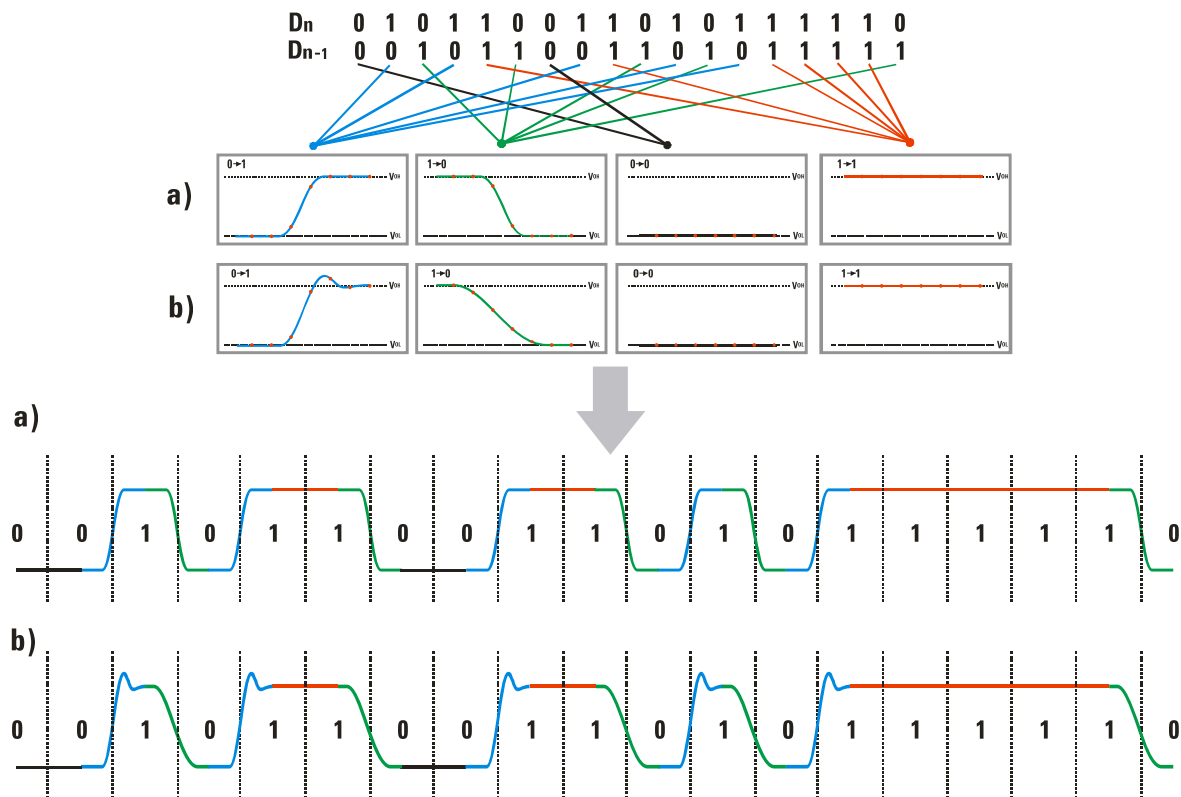 Dn 0 1 0 1 1 0 0 1 1 0 1 0 1 1 1 1 1 0
Dn-1 0 0 1 0 1 1 0 0 1 1 0 1 0 1 1 1 1 1
a)
0→1 VOH VOL
1→0 VOH VOL
0→0 VOH VOL
1→1 VOH VOL
b)
0→1 VOH VOL
1→0 VOH VOL
0→0 VOH VOL
1→1 VOH VOL
a)
0 0 1 0 1 1 0 0 1 1 0 1 0 1 1 1 1 1 0
b)
0 0 1 0 1 1 0 0 1 1 0 1 0 1 1 1 1 1 0